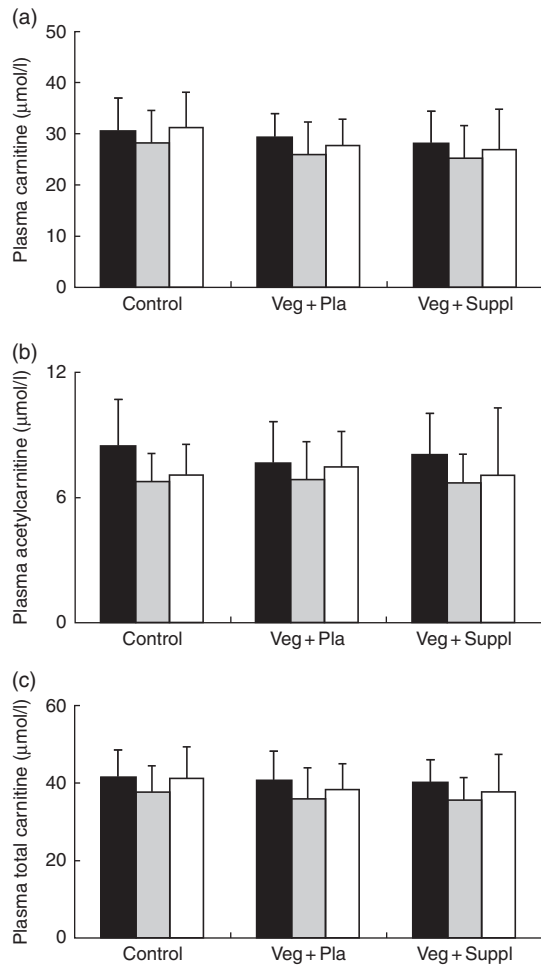 (a)
Plasma carnitine (μmol/l)
50
40
30
20
10
0
Control Veg + Pla Veg + Suppl
(b)
Plasma acetylcarnitine (μmol/l)
12
6
0
Control Veg + Pla Veg + Suppl
(c)
Plasma total carnitine (μmol/l)
60
40
20
0
Control Veg + Pla Veg + Suppl